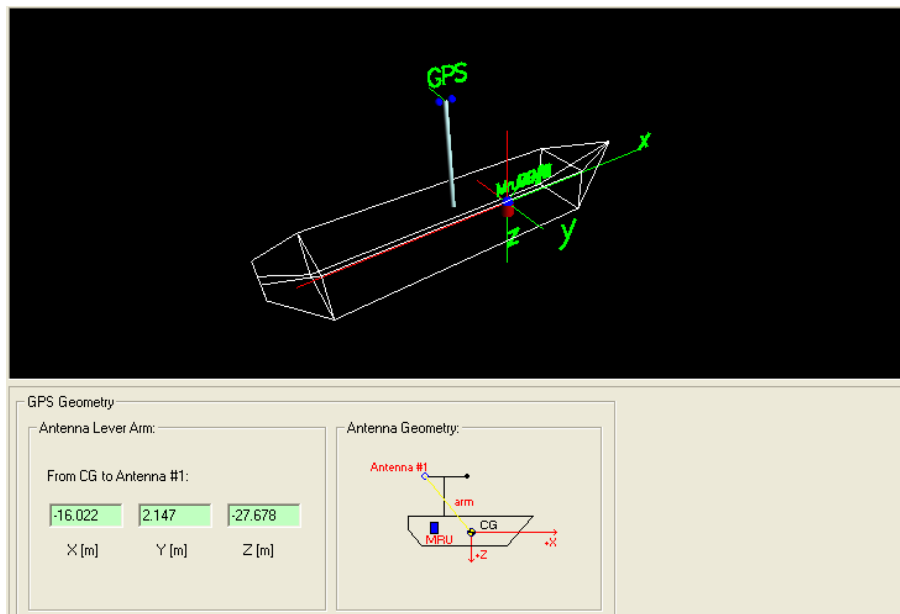 GPS
x
z
y
GPS Geometry
Antenna Lever Arm:
From CG to Antenna #1:
-16.022 2.147 -27.678
X [m] Y [m] Z [m]
Antenna Geometry:
Antenna #1
arm
CG
MRU
+X
+Z